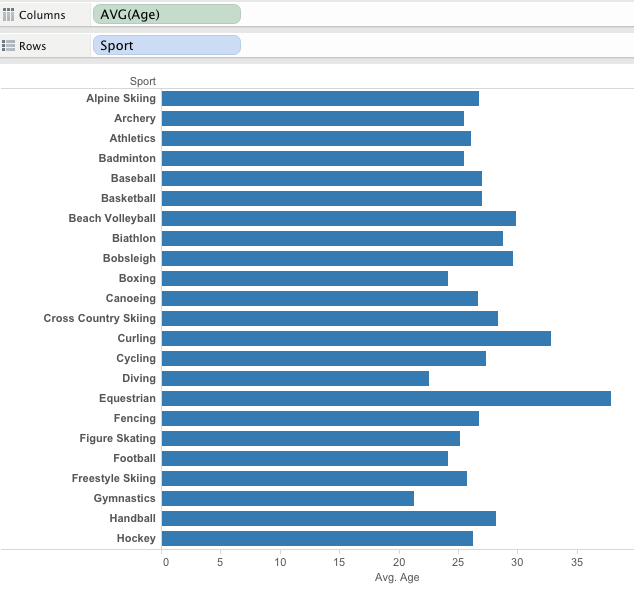 Columns AVG(Age)
Rows Sport
Sport
Alpine Skiing
Archery
Athletics
Badminton
Baseball
Basketball
Beach Volleyball
Biathlon
Bobsleigh
Boxing
Canoeing
Cross Country Skiing
Curling
Cycling
Diving
Equestrian
Fencing
Figure Skating
Football
Freestyle Skiing
Gymnastics
Handball
Hockey
0 5 10 15 20 25 30 35
Avg. Age